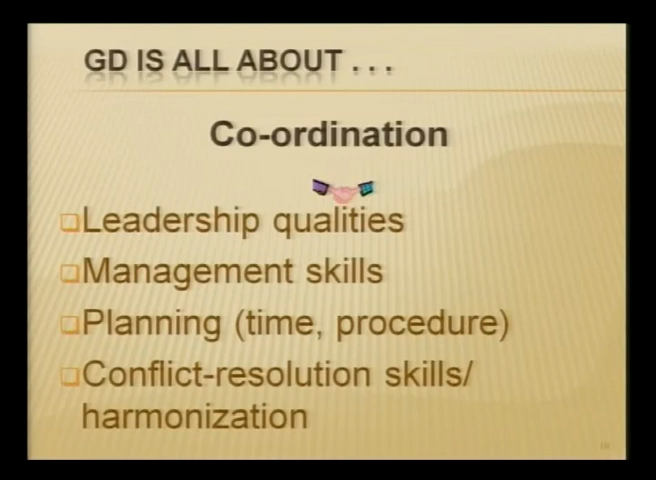 GD IS ALL ABOUT . . .
Co-ordination
Leadership qualities
Management skills
Planning (time, procedure)
Conflict-resolution skills/
harmonization